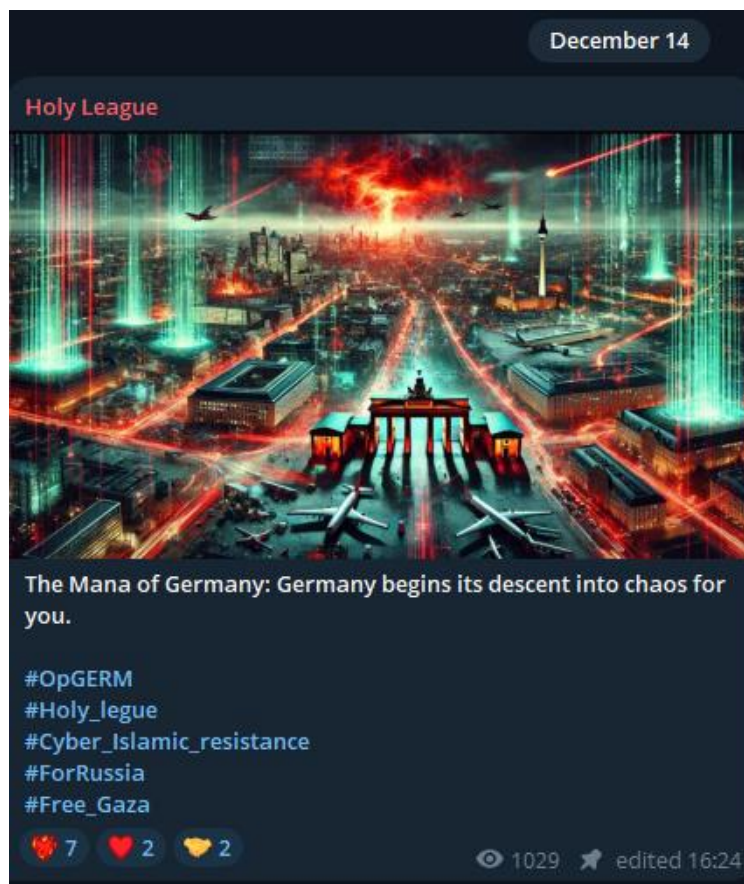 December 14
Holy League
The Mana of Germany: Germany begins its descent into chaos for
you.
#OpGERM
#Holy_legue
#Cyber_Islamic_resistance
#ForRussia
#Free_Gaza
7 2 2 1029 edited 16:24